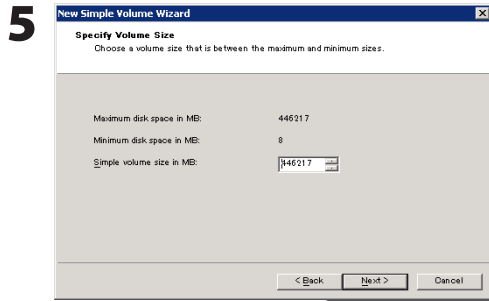 5
New Simple Volume Wizard
Specify Volume Size
Choose a volume size that is between the maximum and minimum sizes.
Maximum disk space in MB: 446217
Minimum disk space in MB: 8
Simple volume size in MB: 446217
< Back Next > Cancel